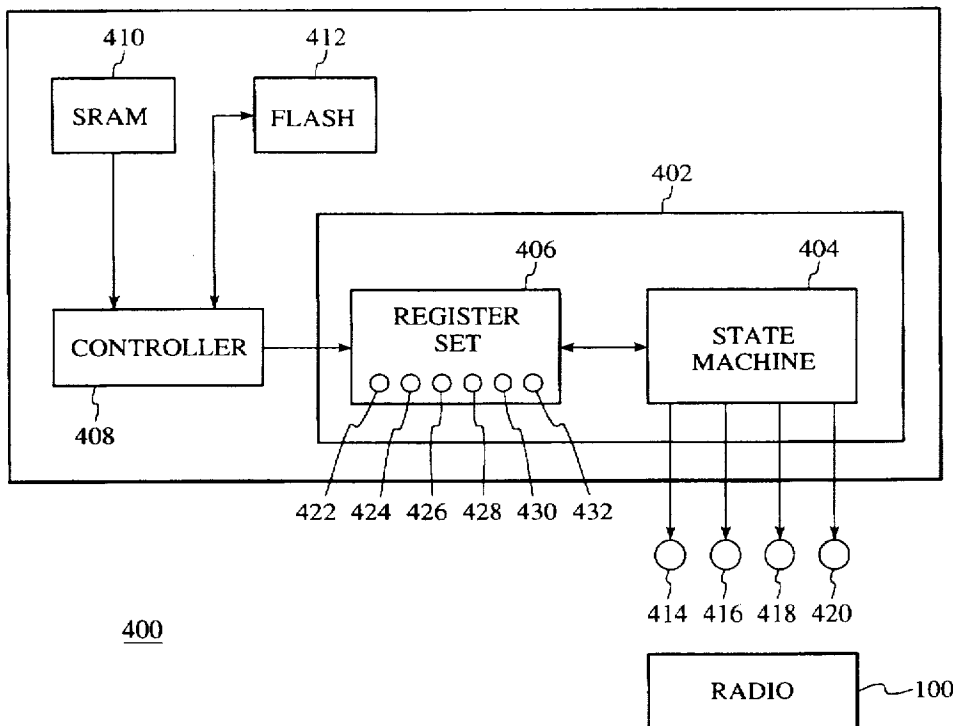 410
412
SRAM
FLASH
402
406
404
REGISTER
SET
STATE
MACHINE
CONTROLLER
408
422 424 426 428 430 432
414 416 418 420
400
RADIO
100